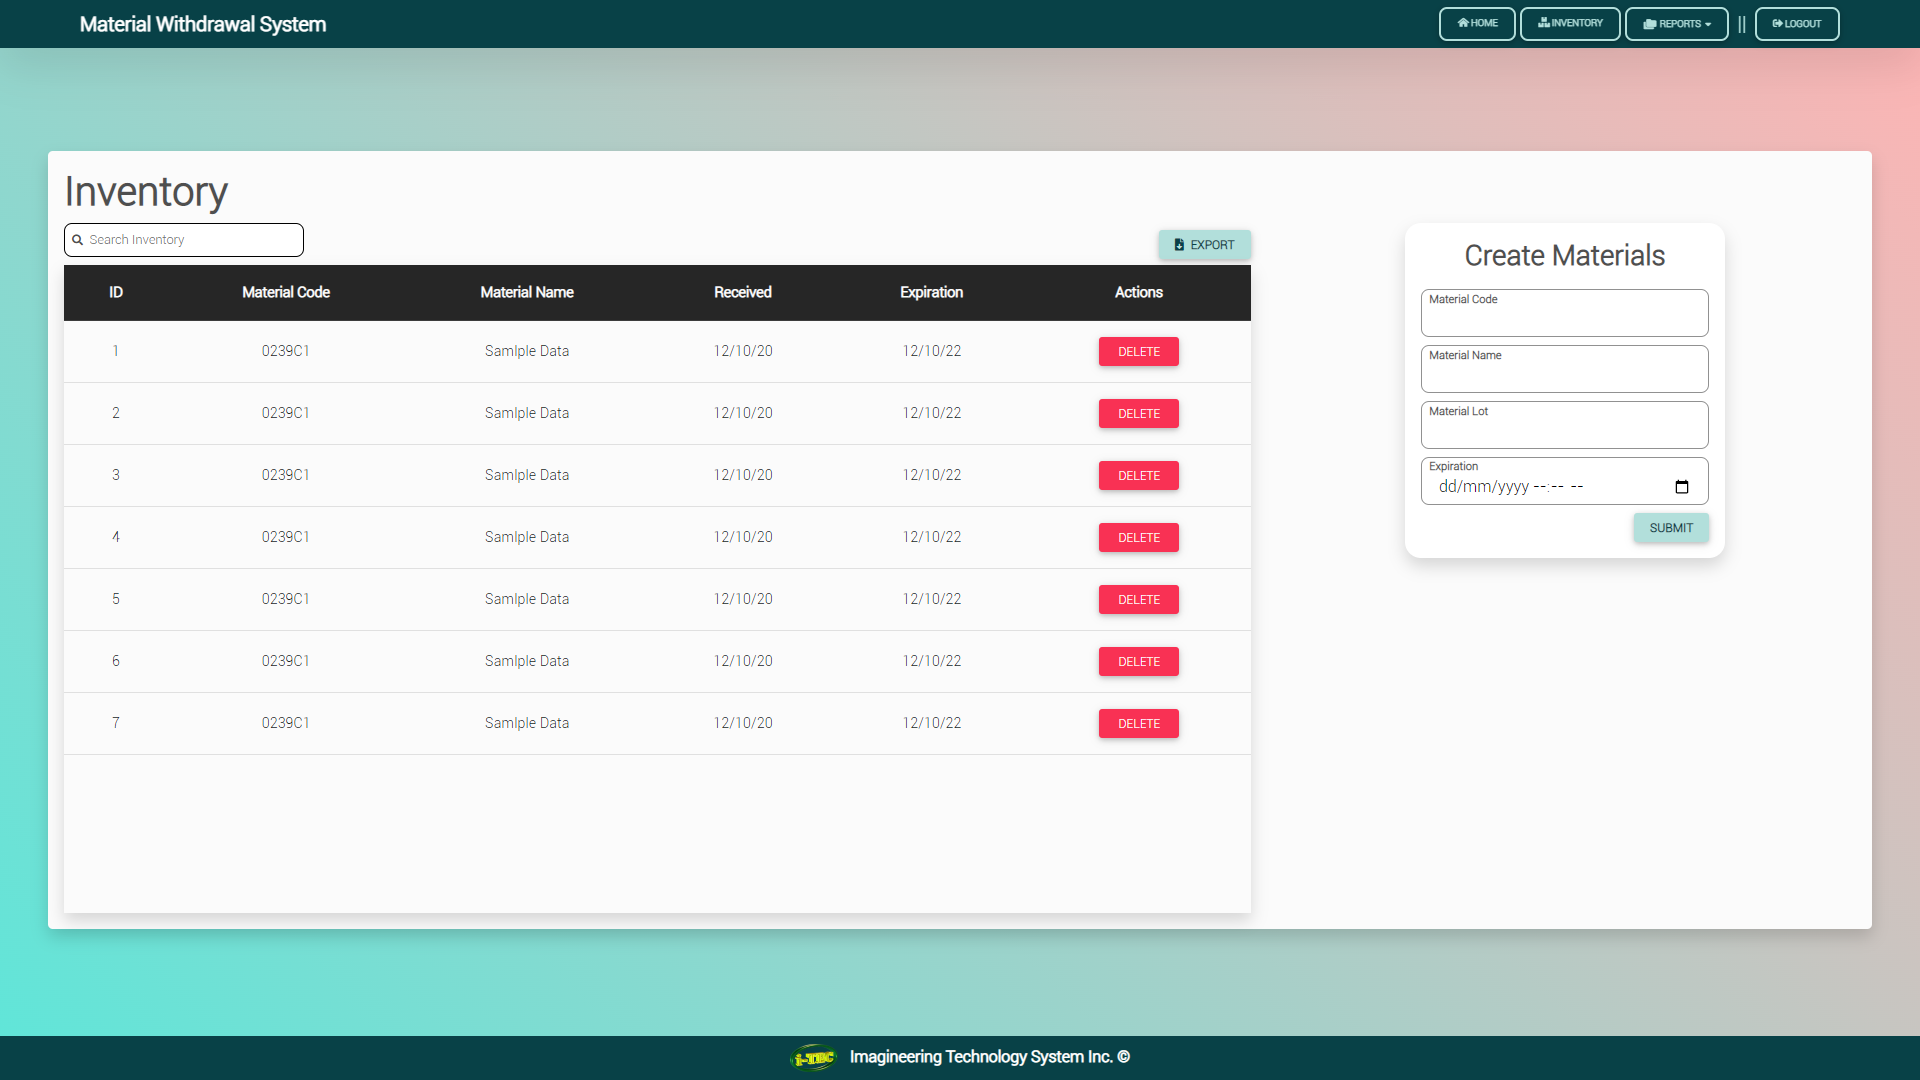 Material Withdrawal System
HOME INVENTORY REPORTS || LOGOUT
Inventory
Search Inventory
EXPORT
ID Material Code Material Name Received Expiration Actions
1 0239C1 Samlple Data 12/10/20 12/10/22 DELETE
2 0239C1 Samlple Data 12/10/20 12/10/22 DELETE
3 0239C1 Samlple Data 12/10/20 12/10/22 DELETE
4 0239C1 Samlple Data 12/10/20 12/10/22 DELETE
5 0239C1 Samlple Data 12/10/20 12/10/22 DELETE
6 0239C1 Samlple Data 12/10/20 12/10/22 DELETE
7 0239C1 Samlple Data 12/10/20 12/10/22 DELETE
Create Materials
Material Code
Material Name
Material Lot
Expiration
dd/mm/yyyy --:-- --
SUBMIT
Imagineering Technology System Inc. ©